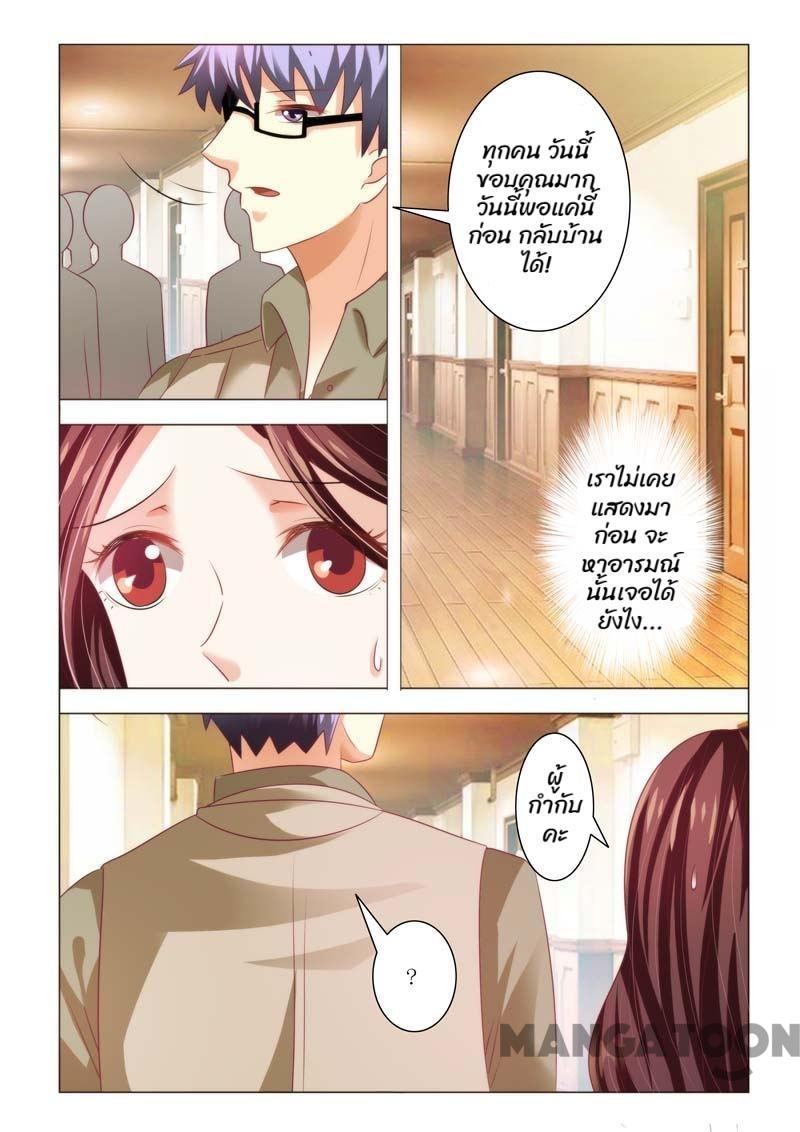 ทุกคน วันนี้
ขอบคุณมาก
วันนี้พอแค่นี้
ก่อน กลับบ้าน
ได้!
เราไม่เคย
แสดงมา
ก่อน จะ
หาอารมณ์
นั้นเจอได้
ยังไง...
ผู้
กำกับ
คะ
?
MANGATOON